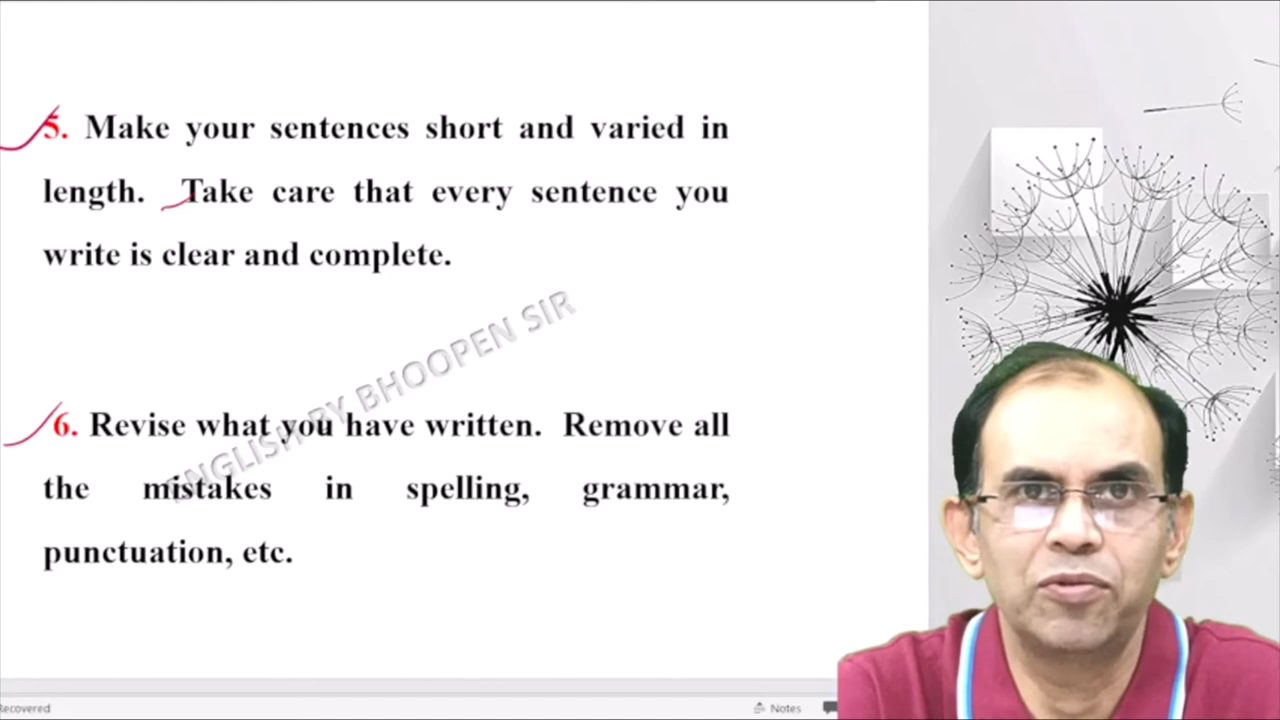 5. Make your sentences short and varied in
length. Take care that every sentence you
write is clear and complete.
ENGLISH BY BHOOPEN SIR
6. Revise what you have written. Remove all
the mistakes in spelling, grammar,
punctuation, etc.
Recovered
Notes